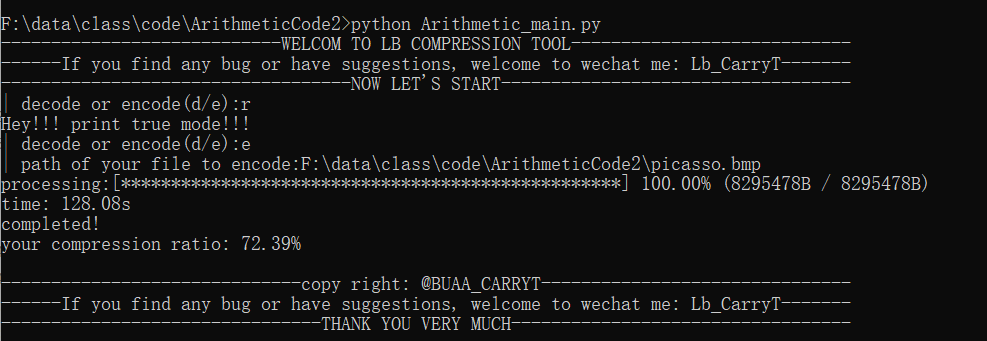 F:\data\class\code\ArithmeticCode2>python Arithmetic_main.py
----------------------------WELCOM TO LB COMPRESSION TOOL----------------------------
------If you find any bug or have suggestions, welcome to wechat me: Lb_CarryT-------
-----------------------------------NOW LET'S START-----------------------------------
| decode or encode(d/e):r
Hey!!! print true mode!!!
| decode or encode(d/e):e
| path of your file to encode:F:\data\class\code\ArithmeticCode2\picasso.bmp
processing:[**************************************************] 100.00% (8295478B / 8295478B)
time: 128.08s
completed!
your compression ratio: 72.39%
------------------------------copy right: @BUAA_CARRYT-------------------------------
------If you find any bug or have suggestions, welcome to wechat me: Lb_CarryT-------
--------------------------------THANK YOU VERY MUCH----------------------------------